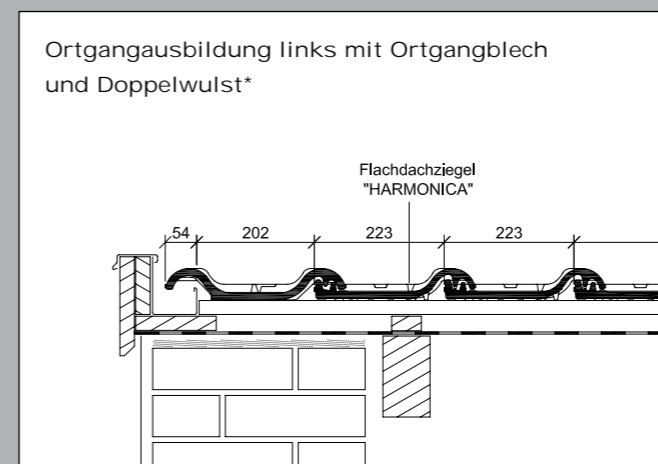 Ortgangausbildung links mit Ortgangblech
und Doppelwulst*
Flachdachziegel
"HARMONICA"
54 202 223 223